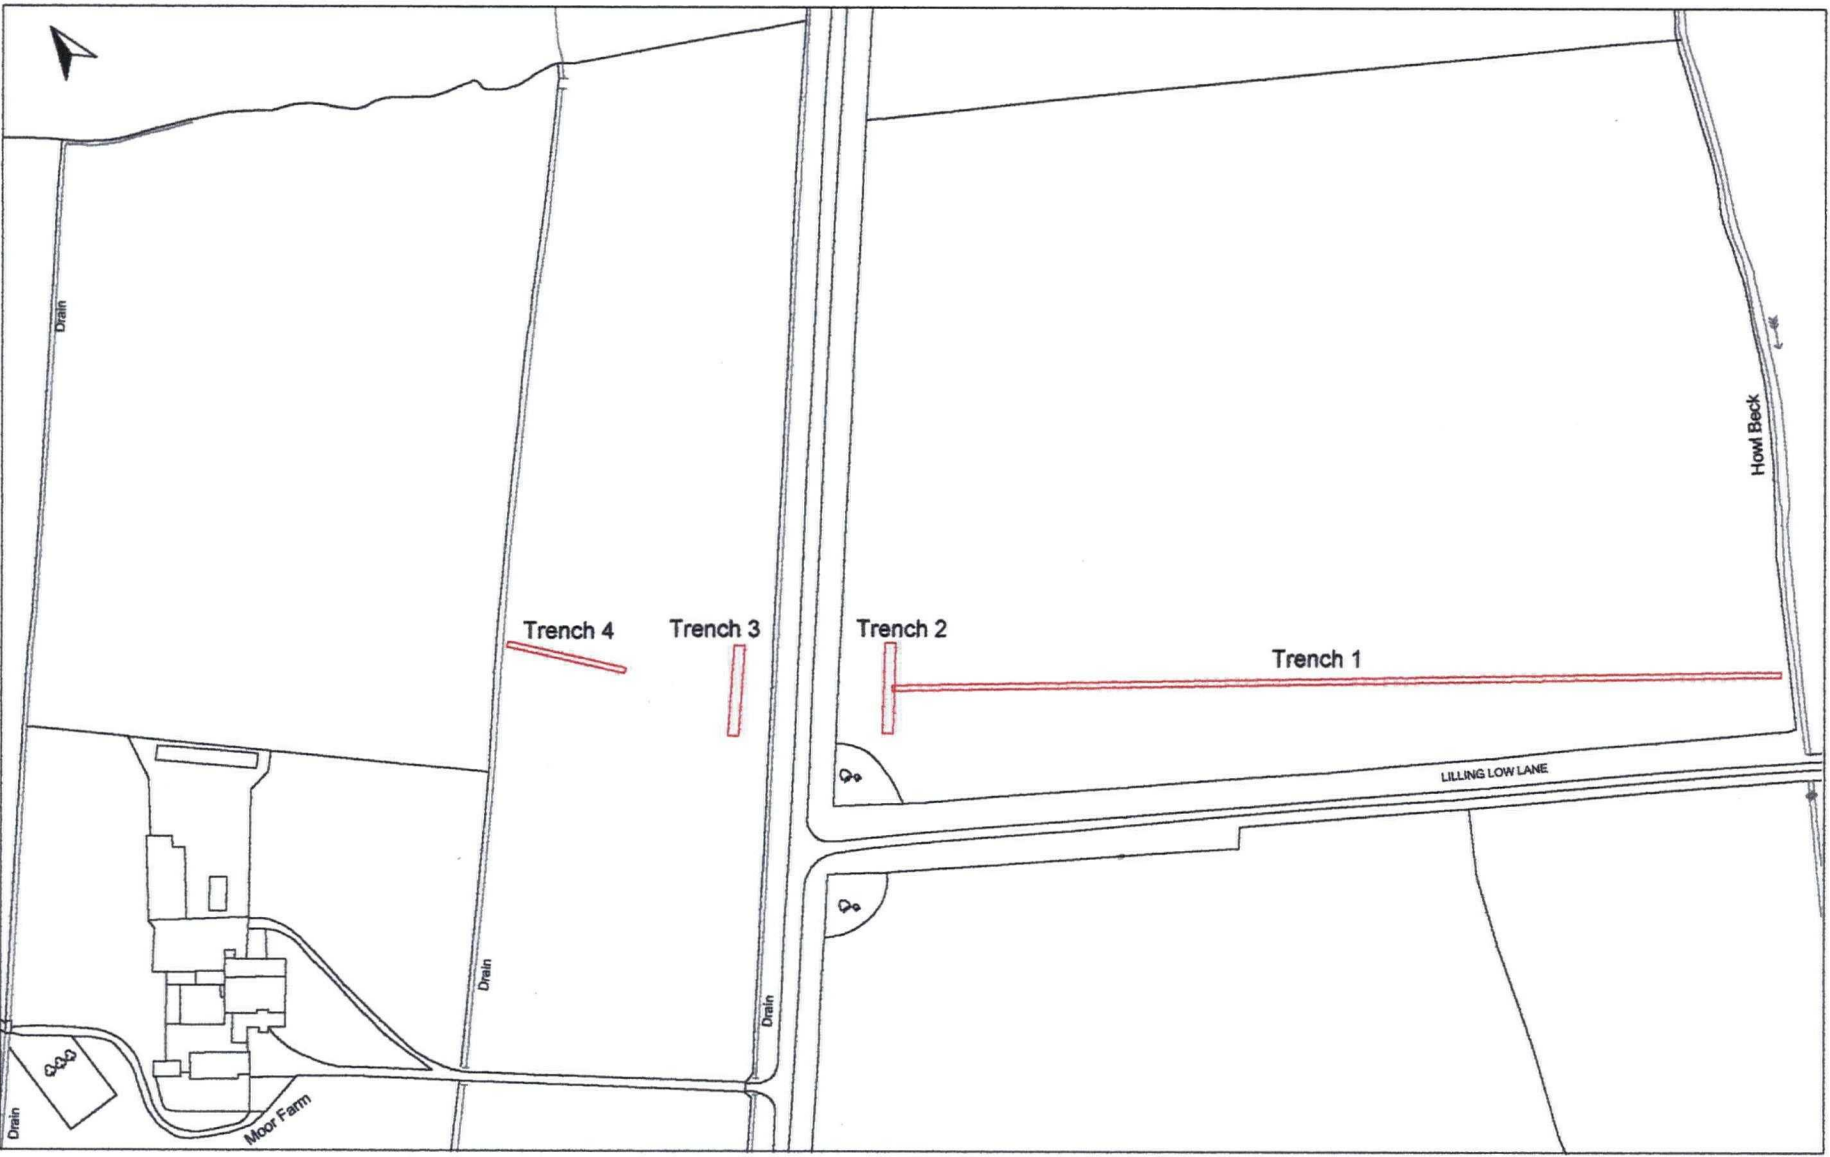 Drain
Howl Beck
Trench 4
Trench 3
Trench 2
Trench 1
LILLING LOW LANE
Drain
Drain
Drain
Moor Farm